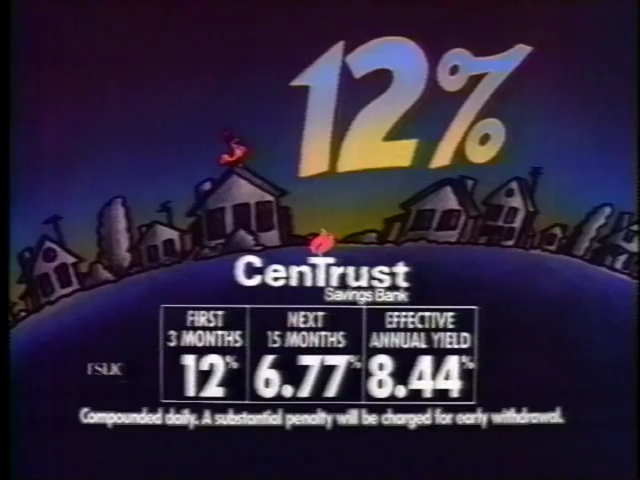 12%
CenTrust
Savings Bank
FIRST
3 MONTHS
12%
NEXT
15 MONTHS
6.77%
EFFECTIVE
ANNUAL YIELD
8.44%
FSLIC
Compounded daily. A substantial penalty will be charged for early withdrawal.